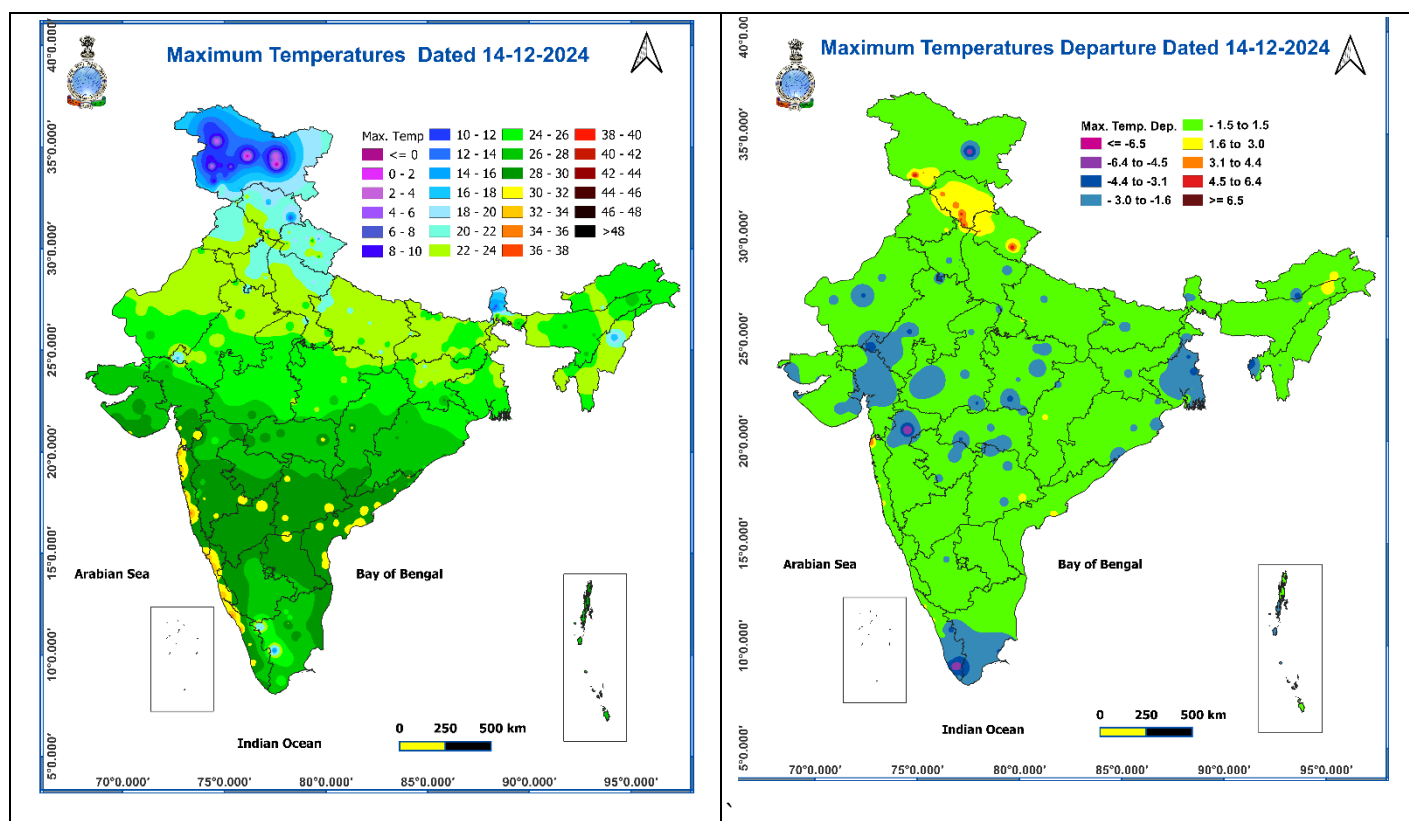 Maximum Temperatures Dated 14-12-2024
Max. Temp
<= 0
0 - 2
2 - 4
4 - 6
6 - 8
8 - 10
10 - 12
12 - 14
14 - 16
16 - 18
18 - 20
20 - 22
22 - 24
24 - 26
26 - 28
28 - 30
30 - 32
32 - 34
34 - 36
36 - 38
38 - 40
40 - 42
42 - 44
44 - 46
46 - 48
>48
40°0.000'
35°0.000'
30°0.000'
25°0.000'
20°0.000'
15°0.000'
10°0.000'
5°0.000'
Arabian Sea
Bay of Bengal
Indian Ocean
0 250 500 km
70°0.000' 75°0.000' 80°0.000' 85°0.000' 90°0.000' 95°0.000'
Maximum Temperatures Departure Dated 14-12-2024
Max. Temp. Dep.
<= -6.5
-6.4 to -4.5
-4.4 to -3.1
- 3.0 to -1.6
- 1.5 to 1.5
1.6 to 3.0
3.1 to 4.4
4.5 to 6.4
>= 6.5
40°0.000'
35°0.000'
30°0.000'
25°0.000'
20°0.000'
15°0.000'
10°0.000'
5°0.000'
Arabian Sea
Bay of Bengal
Indian Ocean
0 250 500 km
70°0.000' 75°0.000' 80°0.000' 85°0.000' 90°0.000' 95°0.000'
`